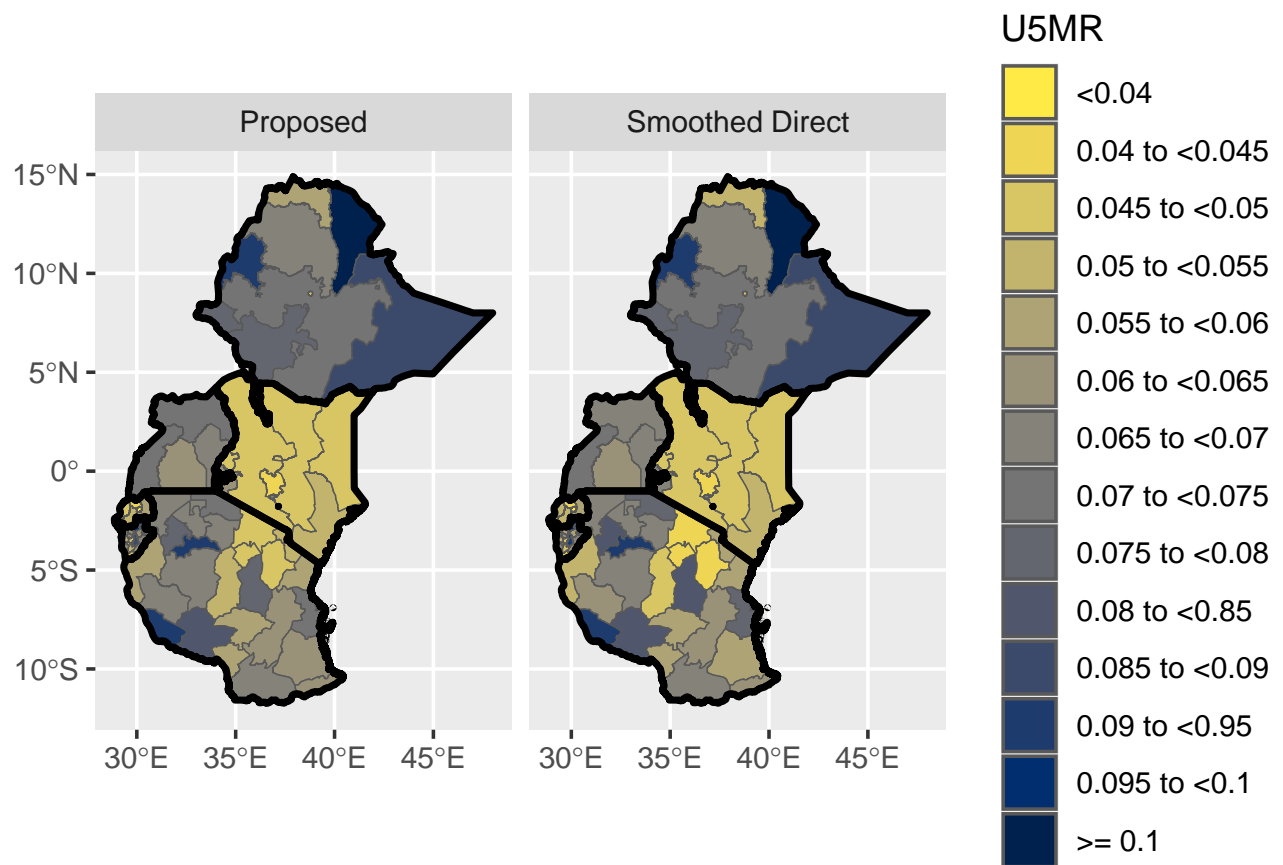 U5MR
<0.04
0.04 to <0.045
0.045 to <0.05
0.05 to <0.055
0.055 to <0.06
0.06 to <0.065
0.065 to <0.07
0.07 to <0.075
0.075 to <0.08
0.08 to <0.85
0.085 to <0.09
0.09 to <0.95
0.095 to <0.1
>= 0.1
Proposed
Smoothed Direct
15°N
10°N
5°N
0°
5°S
10°S
30°E 35°E 40°E 45°E
30°E 35°E 40°E 45°E